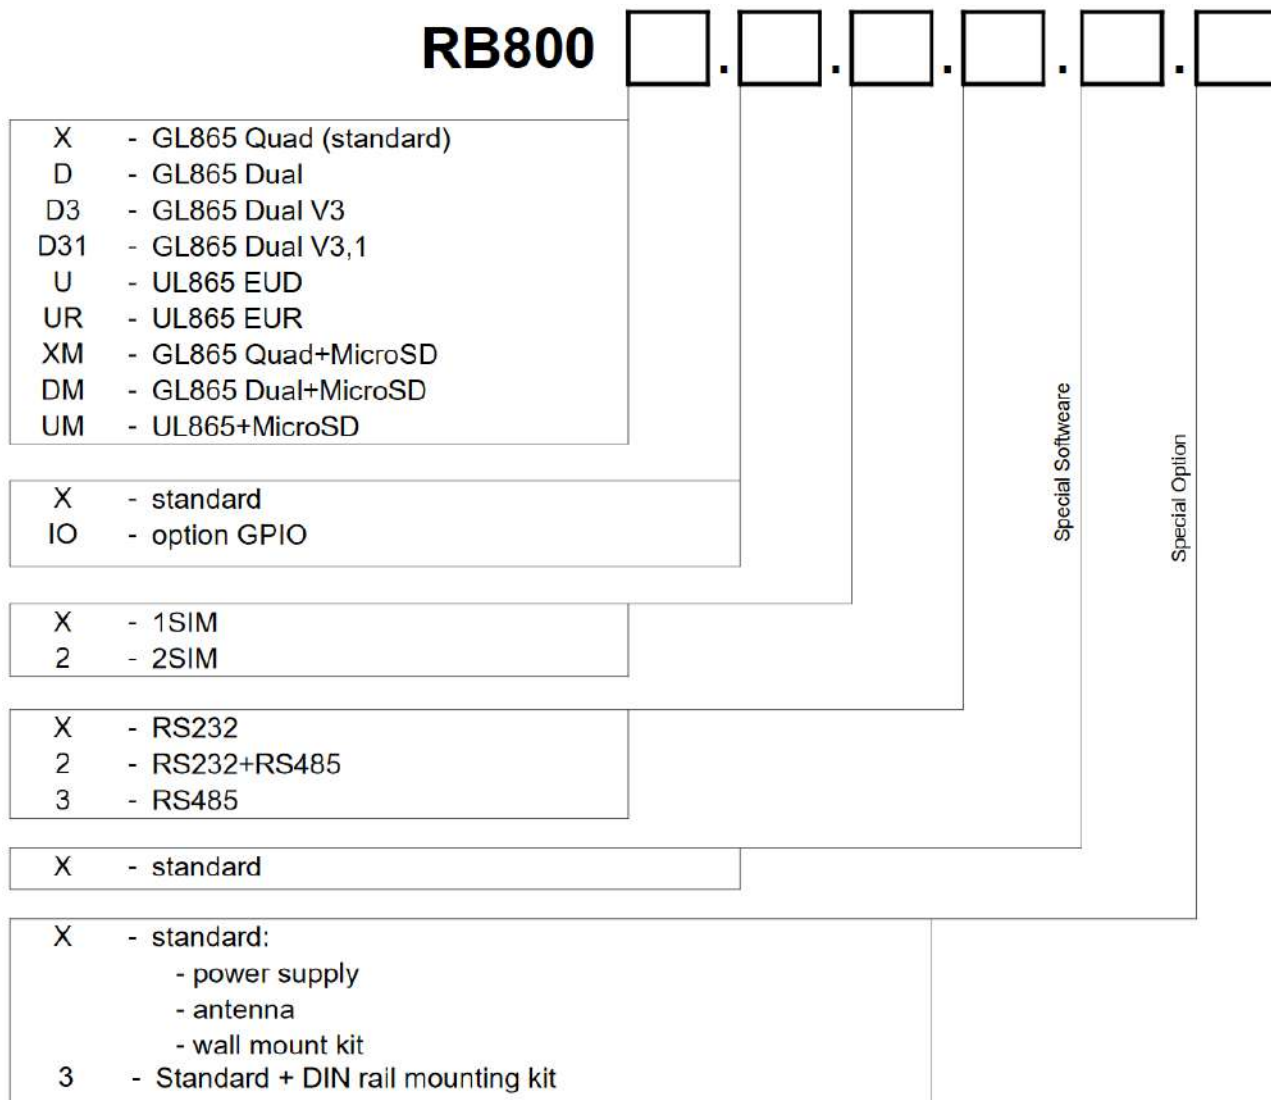 RB800 . . . . .
X - GL865 Quad (standard)
D - GL865 Dual
D3 - GL865 Dual V3
D31 - GL865 Dual V3,1
U - UL865 EUD
UR - UL865 EUR
XM - GL865 Quad+MicroSD
DM - GL865 Dual+MicroSD
UM - UL865+MicroSD
X - standard
IO - option GPIO
X - 1SIM
2 - 2SIM
X - RS232
2 - RS232+RS485
3 - RS485
X - standard
X - standard:
- power supply
- antenna
- wall mount kit
3 - Standard + DIN rail mounting kit
Special Softweare
Special Option